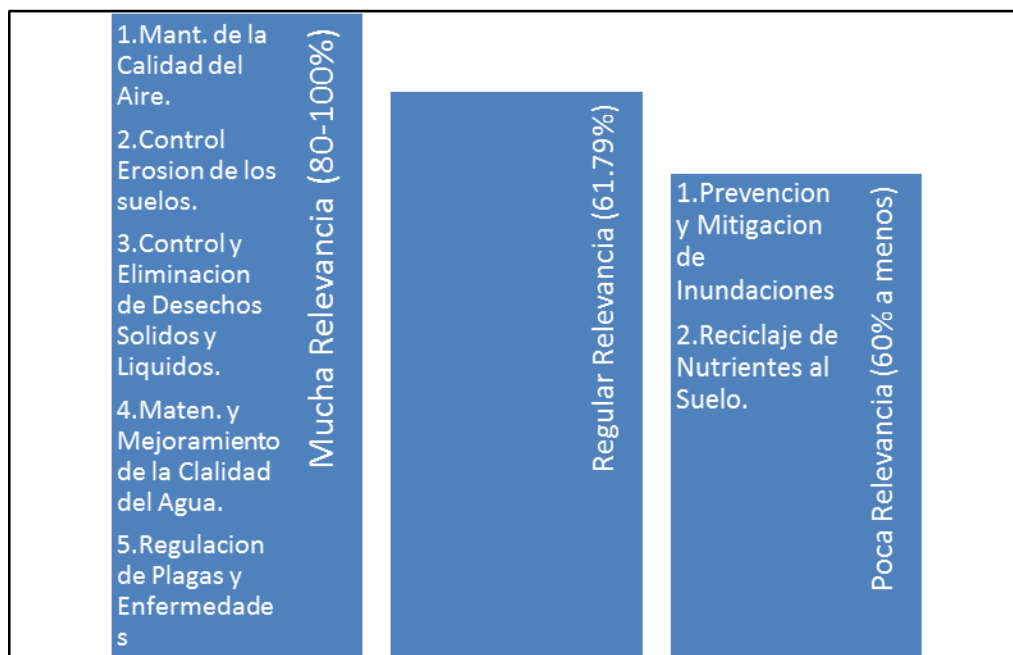 1.Mant. de la
Calidad del
Aire.
2.Control
Erosion de los
suelos.
3.Control y
Eliminacion
de Desechos
Solidos y
Liquidos.
4.Maten. y
Mejoramiento
de la Clalidad
del Agua.
5.Regulacion
de Plagas y
Enfermedade
s
Mucha Relevancia (80-100%)
Regular Relevancia (61.79%)
1.Prevencion
y Mitigacion
de
Inundaciones
2.Reciclaje de
Nutrientes al
Suelo.
Poca Relevancia (60% a menos)